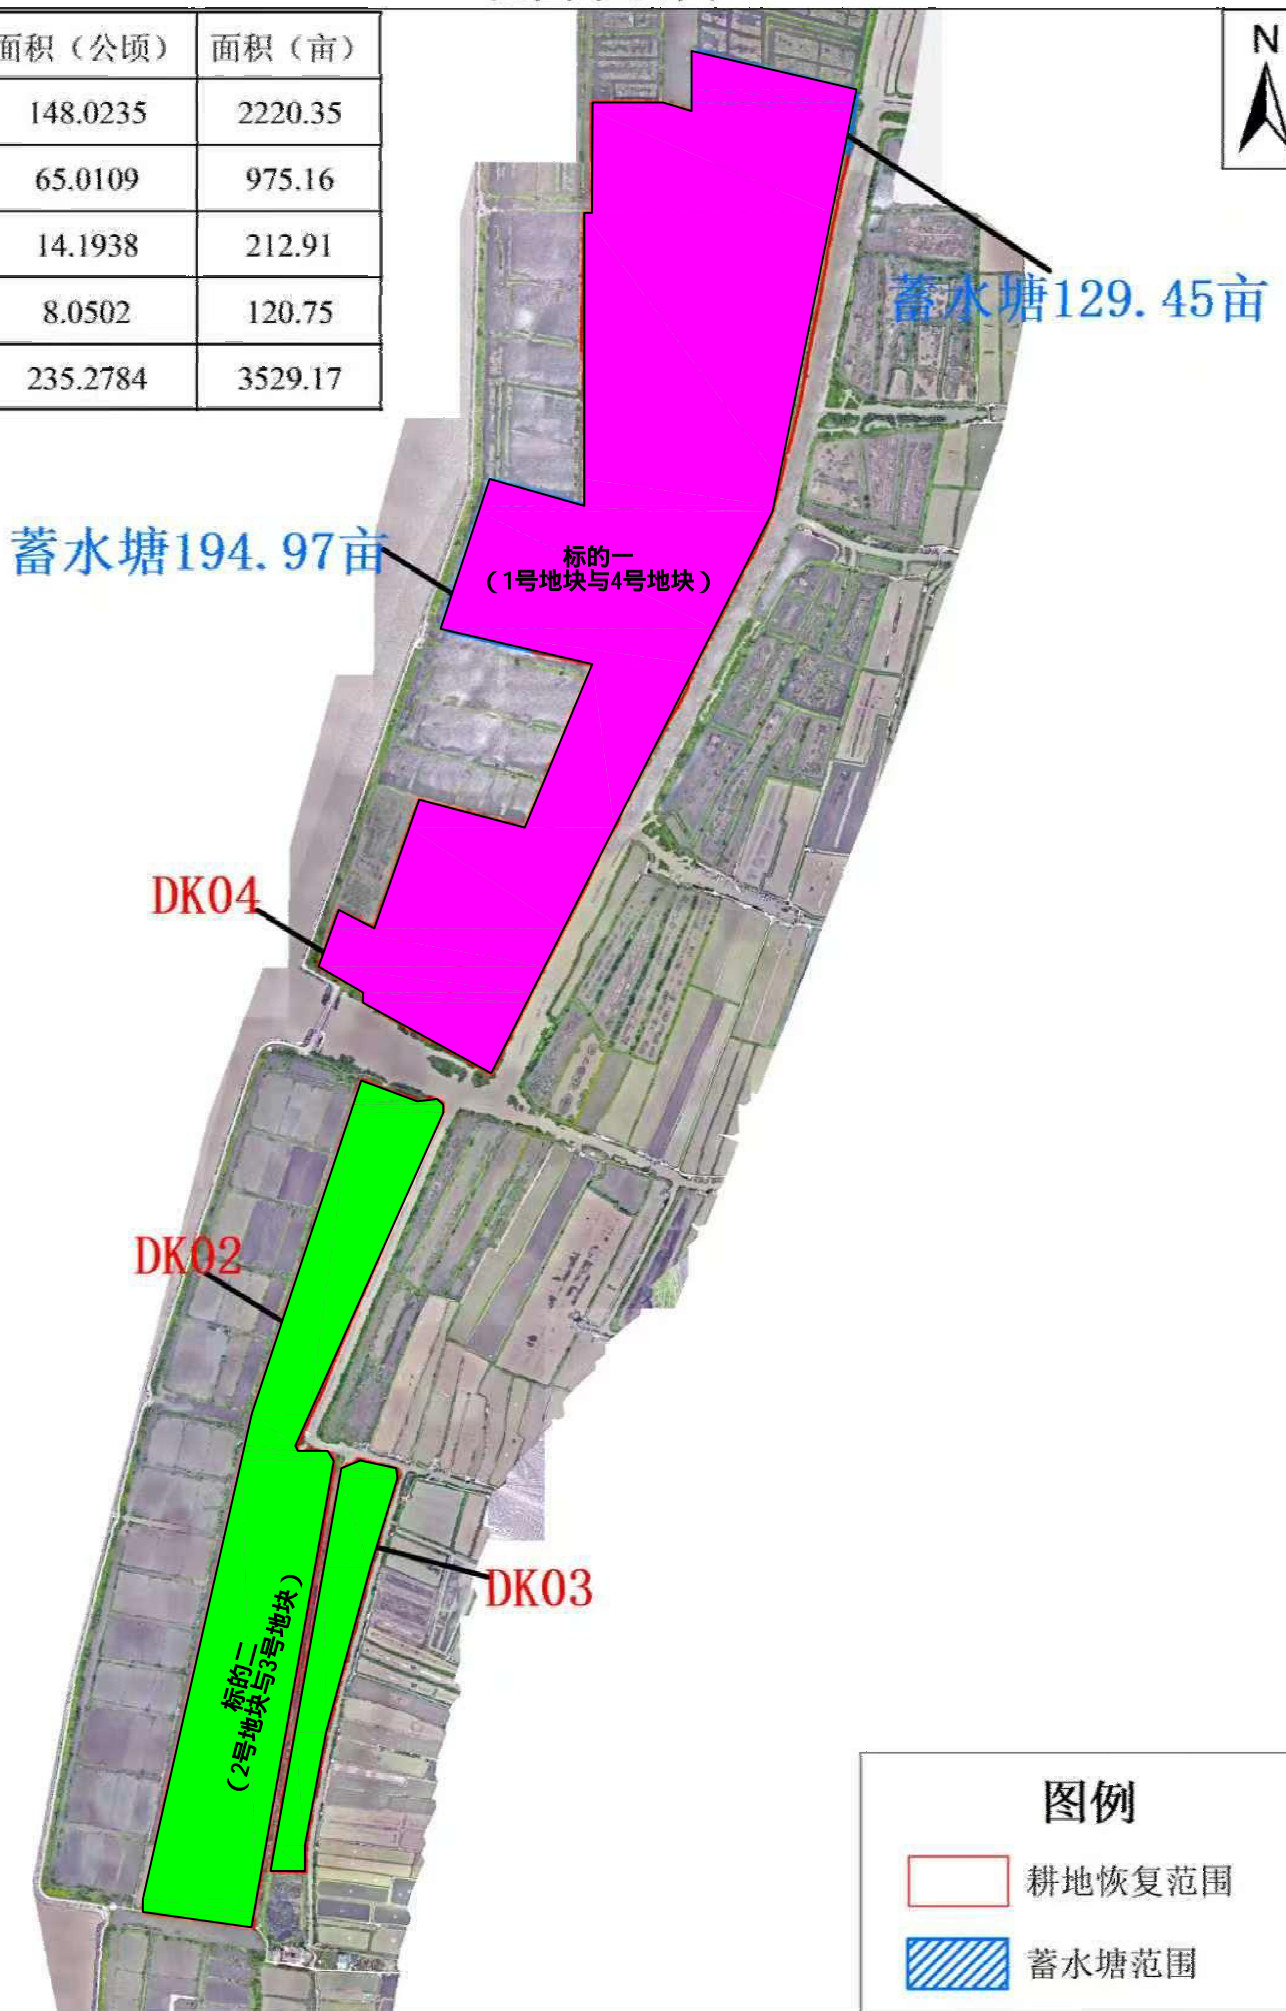 面积（公顷） 面积（亩）
148.0235 2220.35
65.0109 975.16
14.1938 212.91
8.0502 120.75
235.2784 3529.17
N
蓄水塘129.45亩
蓄水塘194.97亩
标的一
（1号地块与4号地块）
DK04
DK02
DK03
标的二
（2号地块与3号地块）
图例
耕地恢复范围
蓄水塘范围